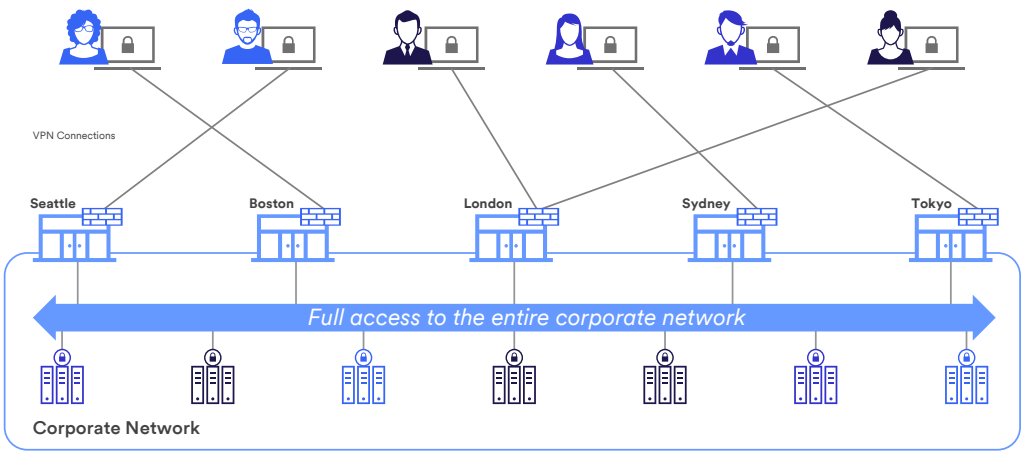 VPN Connections
Seattle
Boston
London
Sydney
Tokyo
Full access to the entire corporate network
Corporate Network